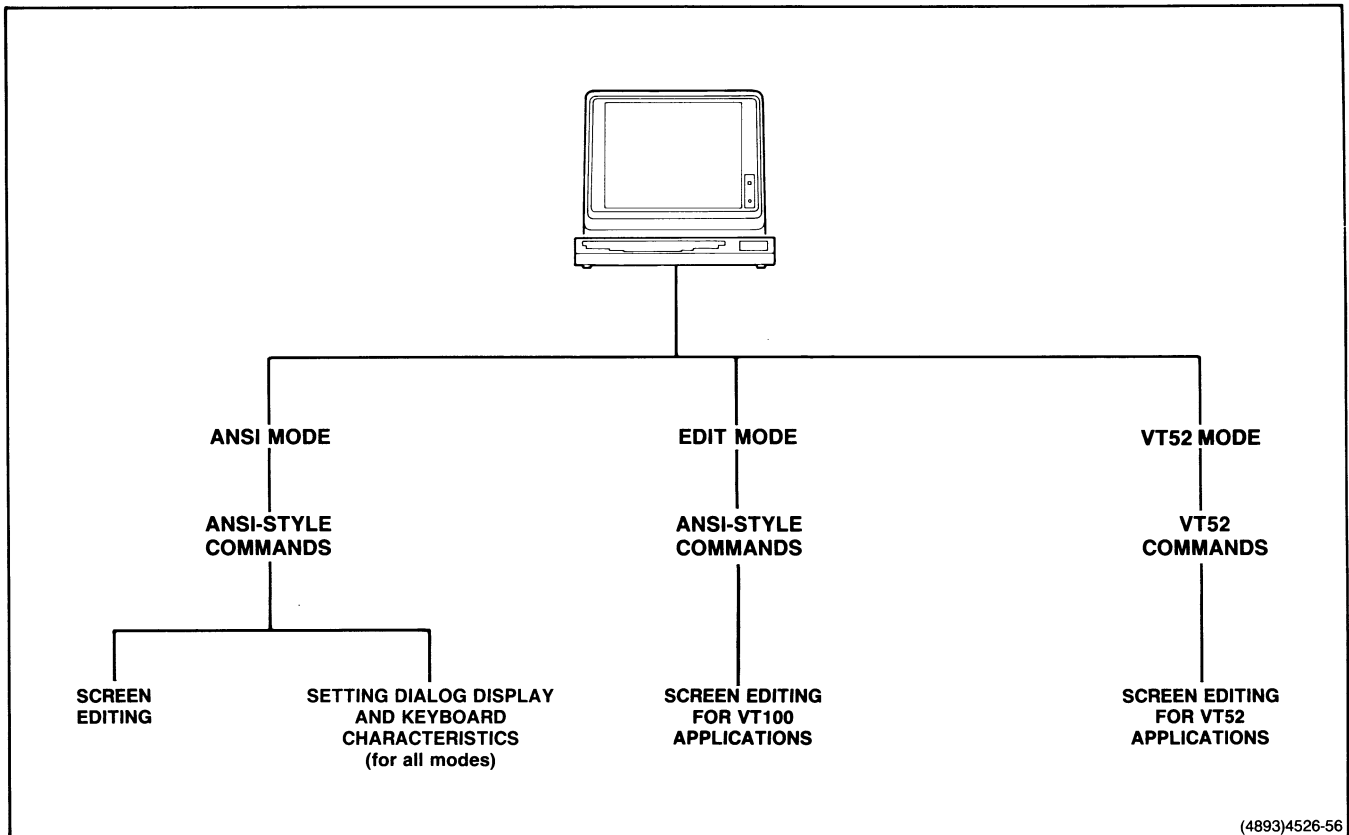 ANSI MODE
EDIT MODE
VT52 MODE
ANSI-STYLE
COMMANDS
ANSI-STYLE
COMMANDS
VT52
COMMANDS
SCREEN
EDITING
SETTING DIALOG DISPLAY
AND KEYBOARD
CHARACTERISTICS
(for all modes)
SCREEN EDITING
FOR VT100
APPLICATIONS
SCREEN EDITING
FOR VT52
APPLICATIONS
(4893)4526-56